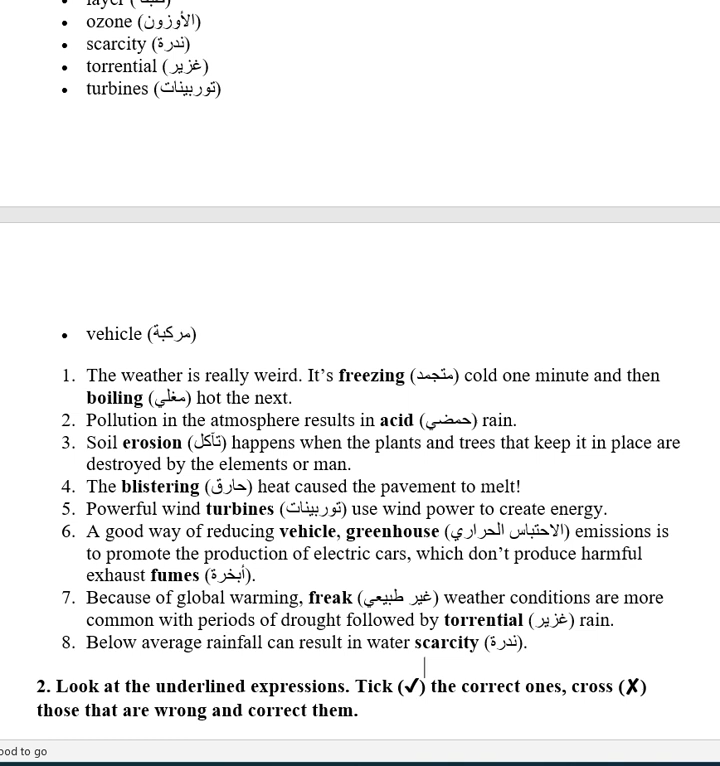 layer (
• ozone (الأوزون)
• scarcity (ندرة)
• torrential (غزير)
• turbines (توربينات)
• vehicle (مركبة)
1. The weather is really weird. It’s freezing (متجمد) cold one minute and then
boiling (مغلي) hot the next.
2. Pollution in the atmosphere results in acid (حمضي) rain.
3. Soil erosion (تآكل) happens when the plants and trees that keep it in place are
destroyed by the elements or man.
4. The blistering (حارق) heat caused the pavement to melt!
5. Powerful wind turbines (توربينات) use wind power to create energy.
6. A good way of reducing vehicle, greenhouse (الاحتباس الحراري) emissions is
to promote the production of electric cars, which don’t produce harmful
exhaust fumes (أبخرة).
7. Because of global warming, freak (غير طبيعي) weather conditions are more
common with periods of drought followed by torrential (غزير) rain.
8. Below average rainfall can result in water scarcity (ندرة).
2. Look at the underlined expressions. Tick (✓) the correct ones, cross (✗)
those that are wrong and correct them.
ood to go